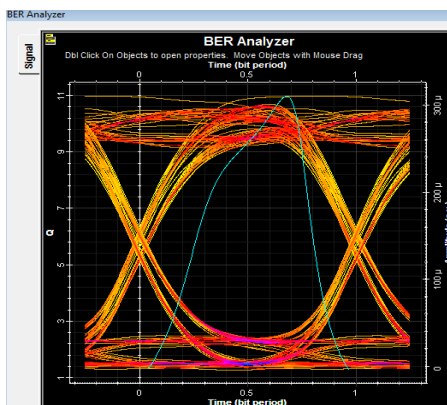 BER Analyzer
Signal
BER Analyzer
Dbl Click On Objects to open properties. Move Objects with Mouse Drag
Time (bit period)
0 0.5 1
11
9
Q
5
3
1
300 µ
200 µ
100 µ
0
0 0.5 1
Time (bit period)